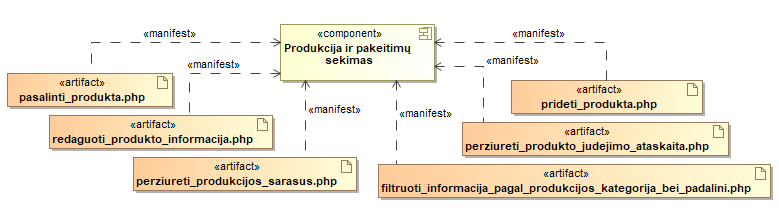 «component»
Produkcija ir pakeitimų
sekimas
«manifest»
«manifest»
«manifest»
«manifest»
«manifest»
«manifest»
«artifact»
pasalinti_produkta.php
«artifact»
prideti_produkta.php
«artifact»
redaguoti_produkto_informacija.php
«artifact»
perziureti_produkto_judejimo_ataskaita.php
«artifact»
perziureti_produkcijos_sarasus.php
«artifact»
filtruoti_informacija_pagal_produkcijos_kategorija_bei_padalini.php